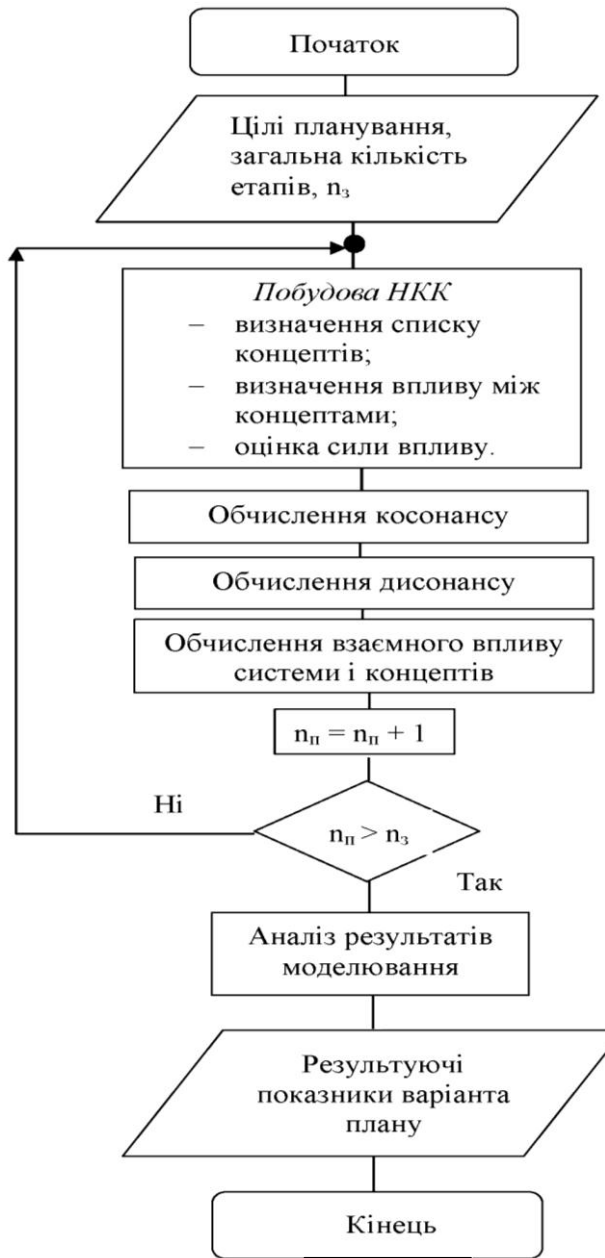 Початок
Цілі планування,
загальна кількість
етапів, nз
Побудова НКК
– визначення списку
концептів;
– визначення впливу між
концептами;
– оцінка сили впливу.
Обчислення косонансу
Обчислення дисонансу
Обчислення взаємного впливу
системи і концептів
nп = nп + 1
Ні
nп > nз
Так
Аналіз результатів
моделювання
Результуючі
показники варіанта
плану
Кінець